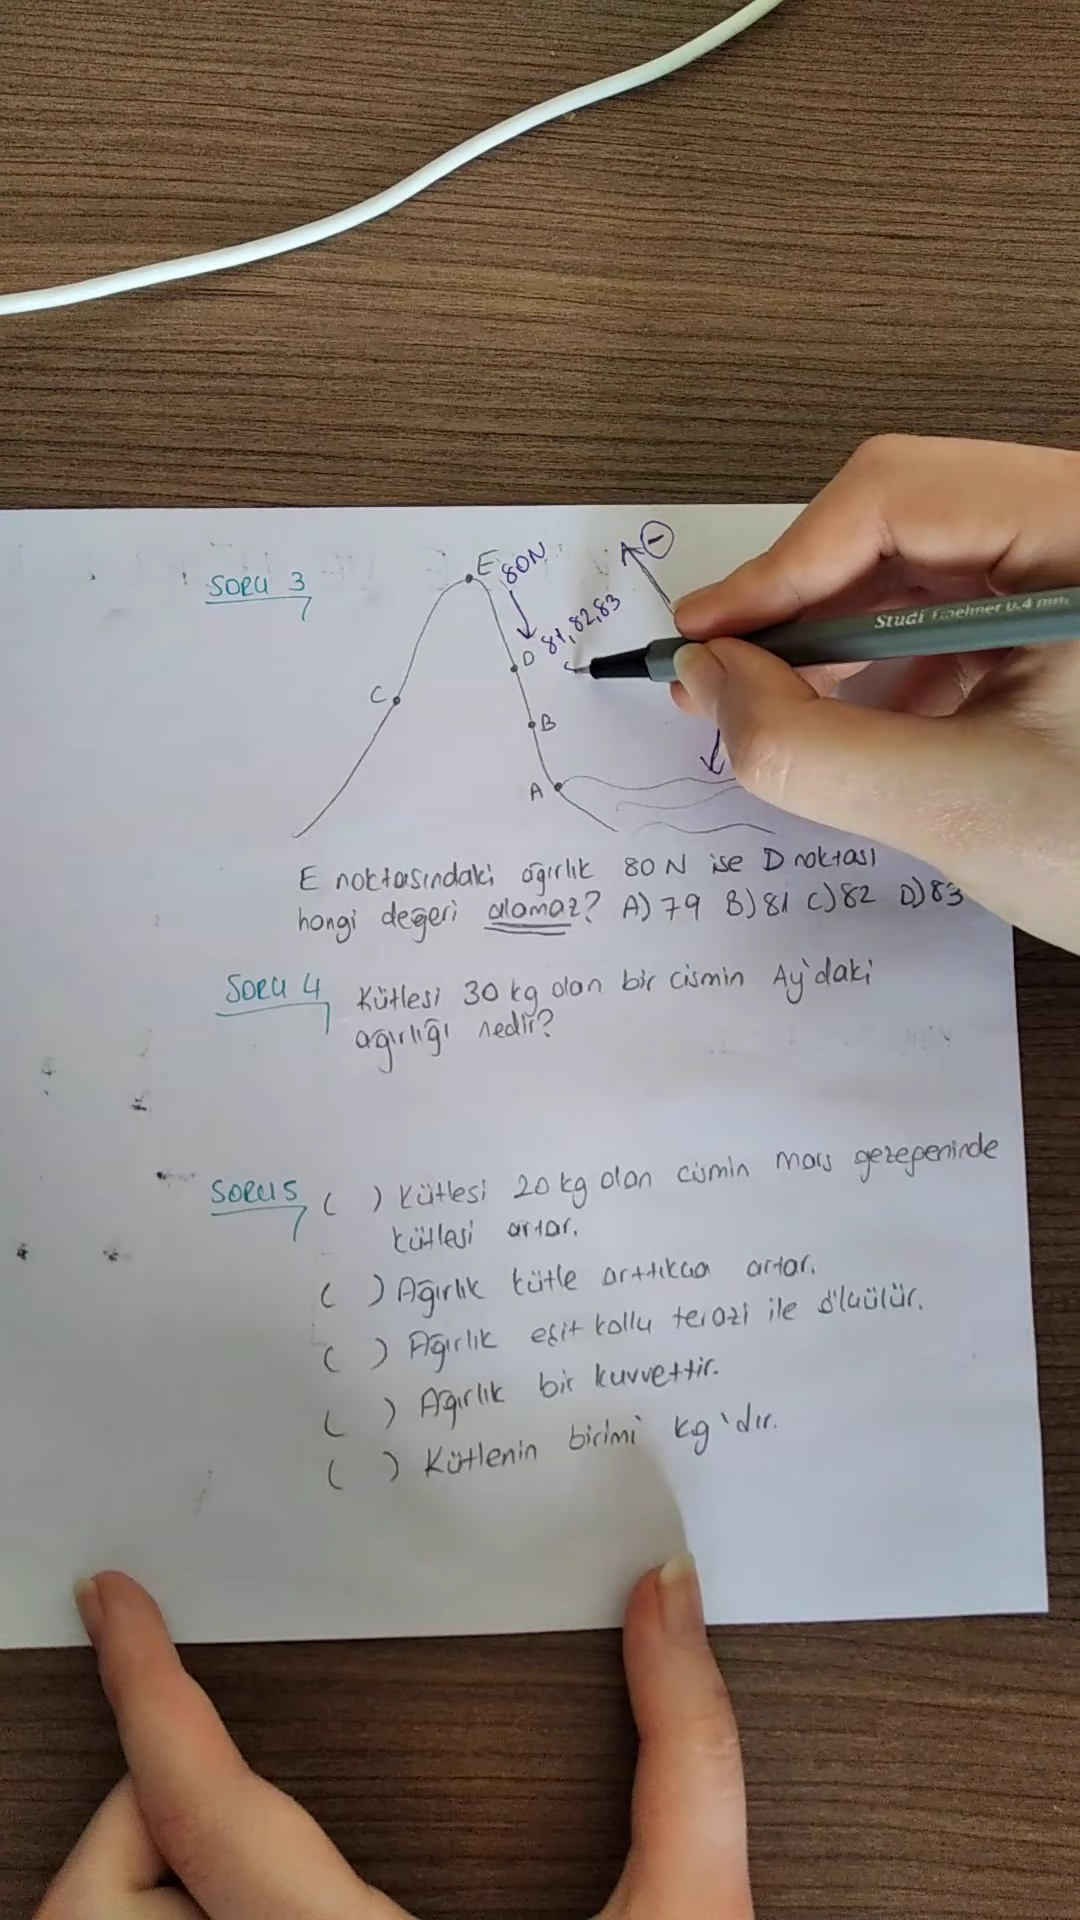 SORU 3
E 80N
81, 82, 83
D
C
B
A
E noktasındaki ağırlık 80 N ise D noktası
hangi değeri alamaz? A) 79 B) 81 C) 82 D) 83
SORU 4 Kütlesi 30 kg olan bir cismin Ay'daki
ağırlığı nedir?
SORU 5 ( ) Kütlesi 20 kg olan cismin mars gezegeninde
kütlesi artar.
( ) Ağırlık kütle arttıkça artar.
( ) Ağırlık eşit kollu terazi ile ölçülür.
( ) Ağırlık bir kuvvettir.
( ) Kütlenin birimi kg'dır.
Studi Fineliner 0.4 mm